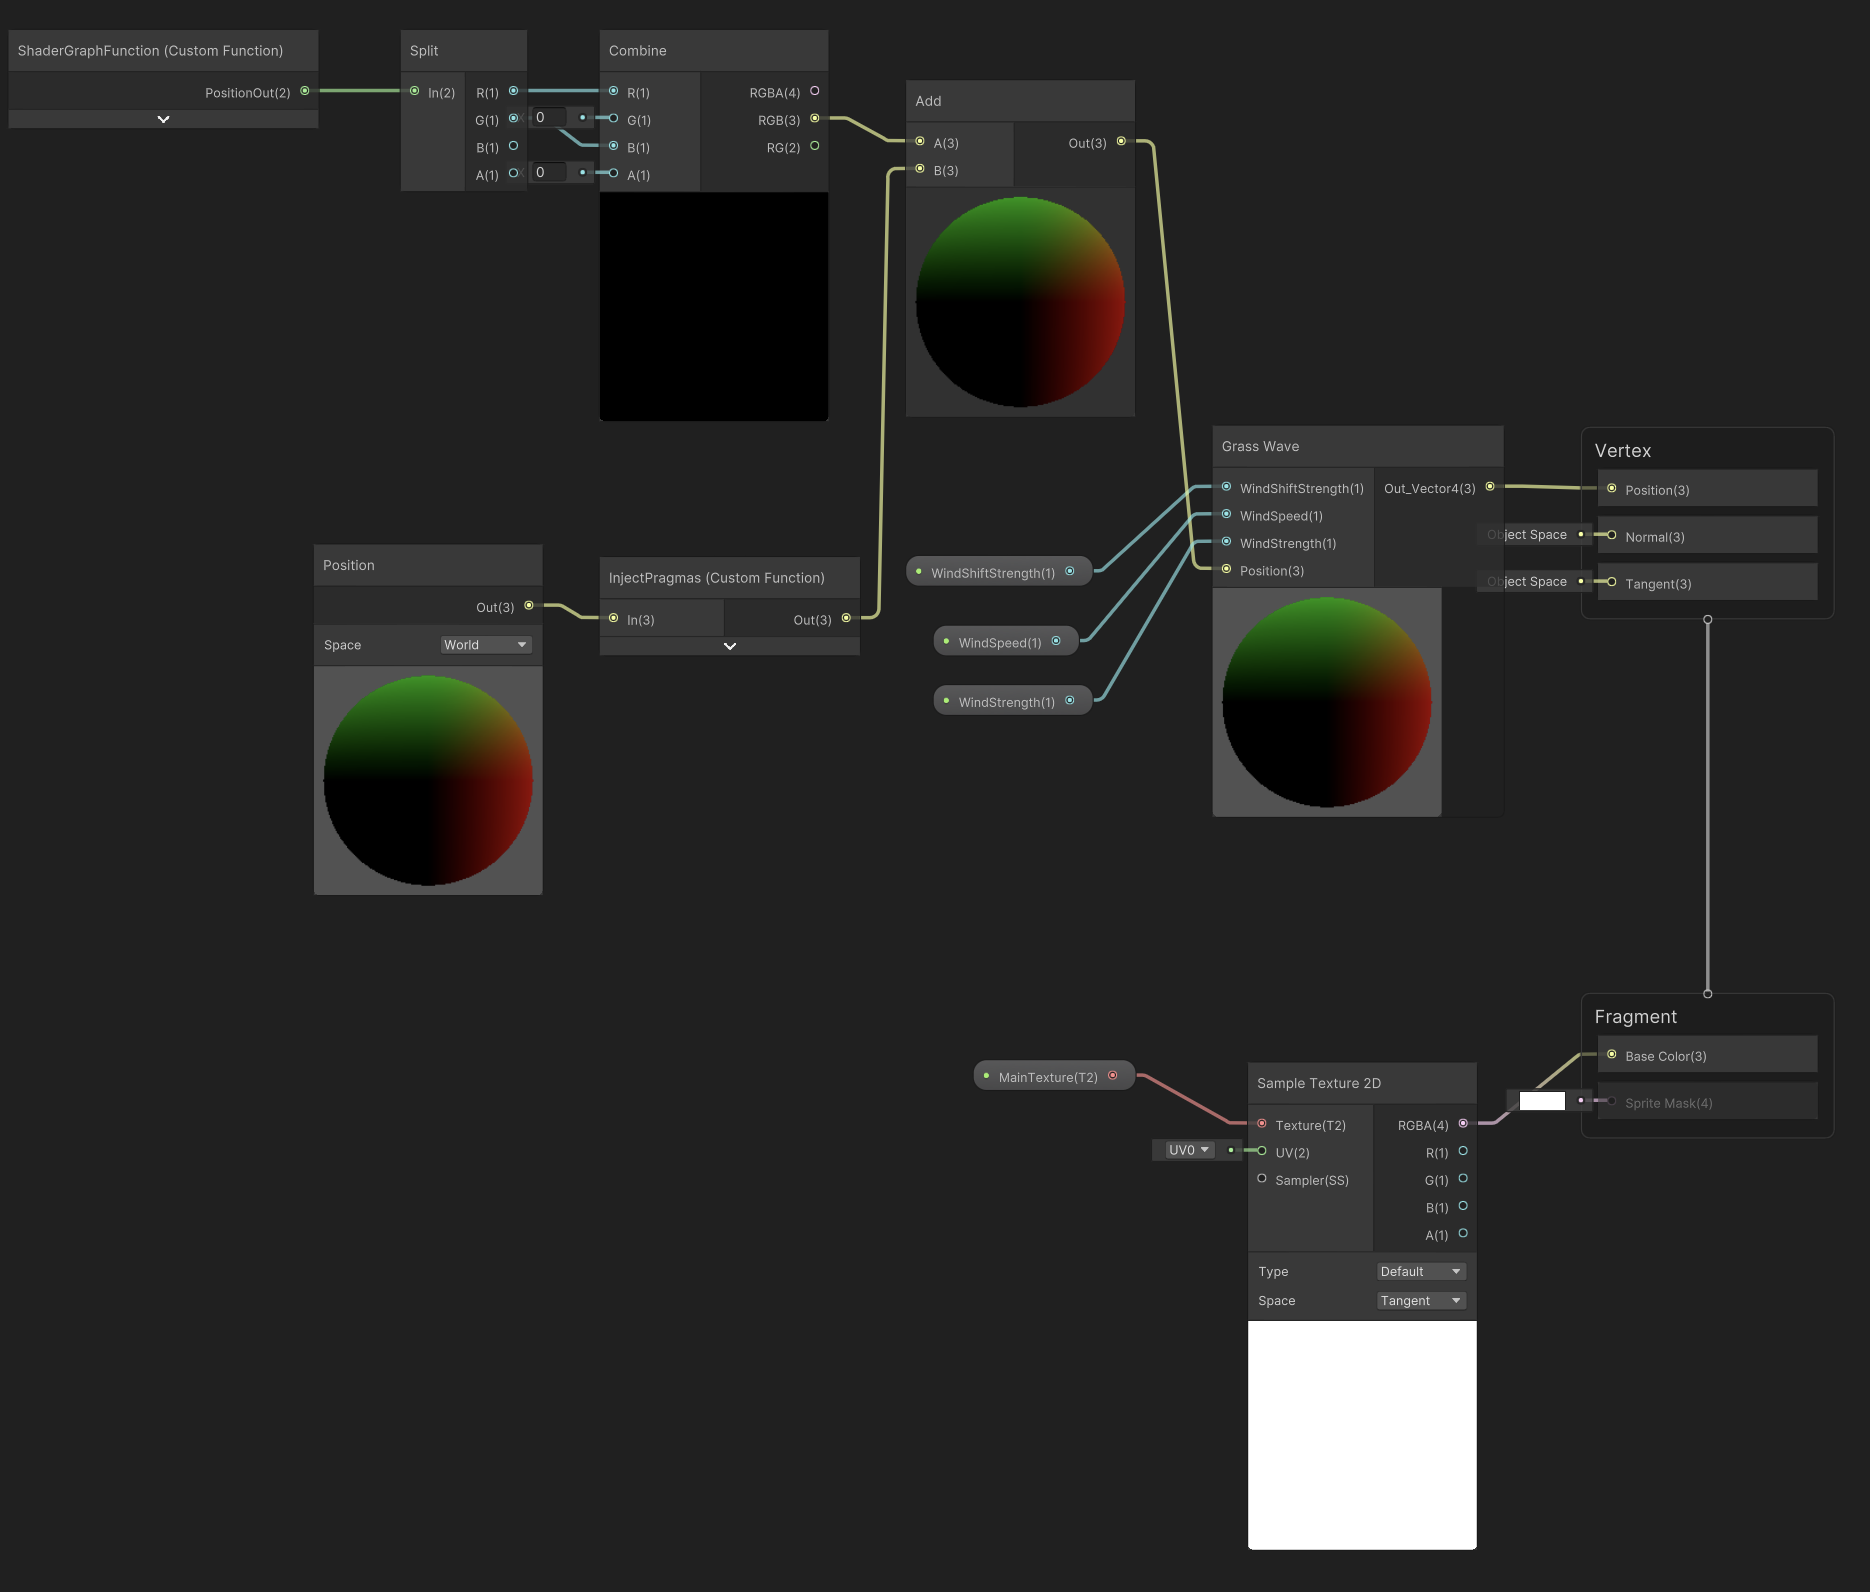 ShaderGraphFunction (Custom Function)
PositionOut(2)
Split
In(2)
R(1)
G(1)
B(1)
A(1)
X 0
X 0
Combine
R(1)
G(1)
B(1)
A(1)
RGBA(4)
RGB(3)
RG(2)
Add
A(3)
B(3)
Out(3)
Position
Out(3)
Space World
InjectPragmas (Custom Function)
In(3)
Out(3)
WindShiftStrength(1)
WindSpeed(1)
WindStrength(1)
Grass Wave
WindShiftStrength(1)
WindSpeed(1)
WindStrength(1)
Position(3)
Out_Vector4(3)
Vertex
Position(3)
Object Space
Normal(3)
Object Space
Tangent(3)
Fragment
Base Color(3)
Sprite Mask(4)
MainTexture(T2)
UV0
Sample Texture 2D
Texture(T2)
UV(2)
Sampler(SS)
RGBA(4)
R(1)
G(1)
B(1)
A(1)
Type Default
Space Tangent